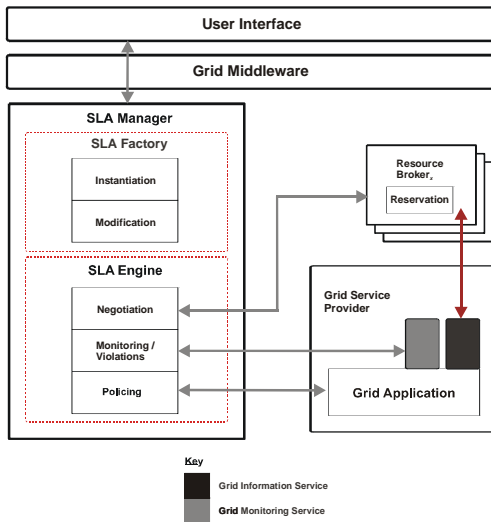 User Interface
Grid Middleware
SLA Manager
SLA Factory
Instantiation
Modification
SLA Engine
Negotiation
Monitoring /
Violations
Policing
Resource
Brokerx
Reservation
Grid Service
Provider
Grid Application
Key
Grid Information Service
Grid Monitoring Service